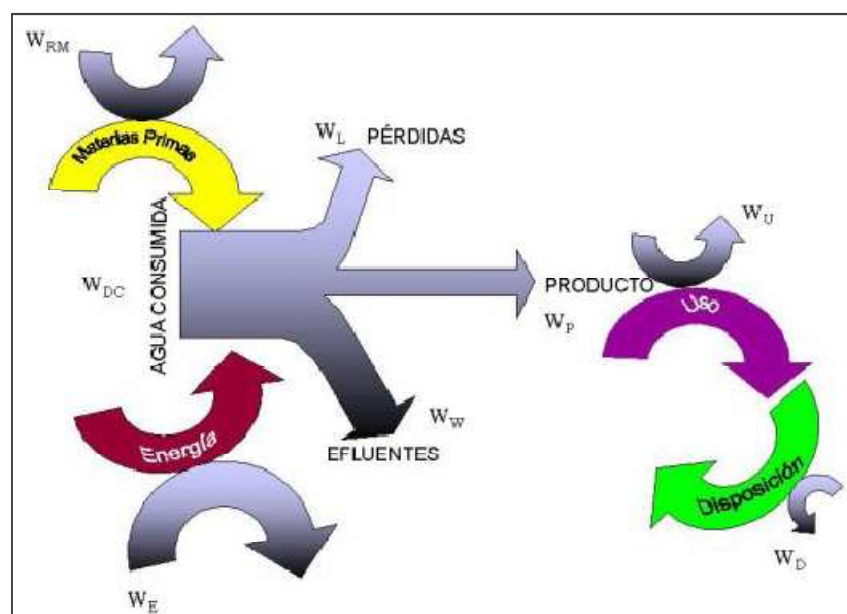 W_RM
Materias Primas
W_L PÉRDIDAS
AGUA CONSUMIDA
W_DC
W_U
PRODUCTO
Uso
W_P
W_W
Energía
EFLUENTES
Disposición
W_D
W_E